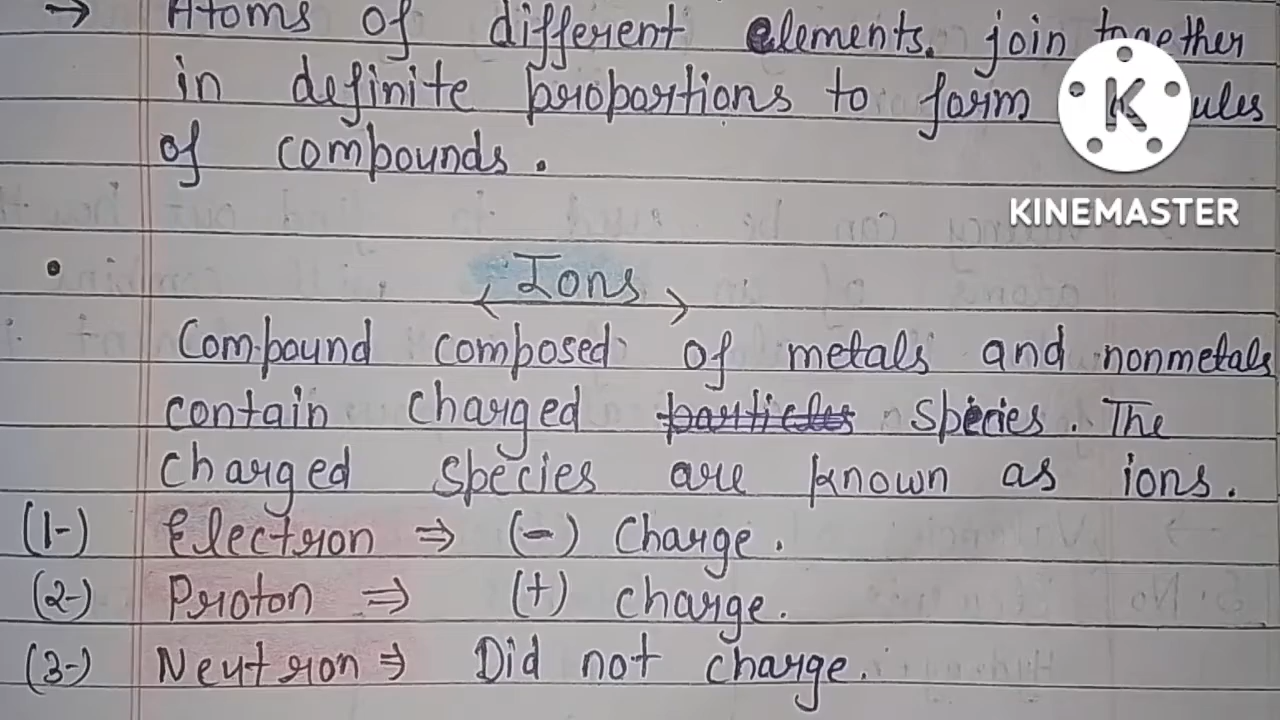 → Atoms of different elements. join together
in definite proportions to form ules
of compounds.
K
KINEMASTER
• Ions
Compound composed of metals and nonmetals
contain charged particles species. The
charged species are known as ions.
(1-) Electron ⇒ (-) charge.
(2-) Proton ⇒ (+) charge.
(3-) Neutron ⇒ Did not charge.